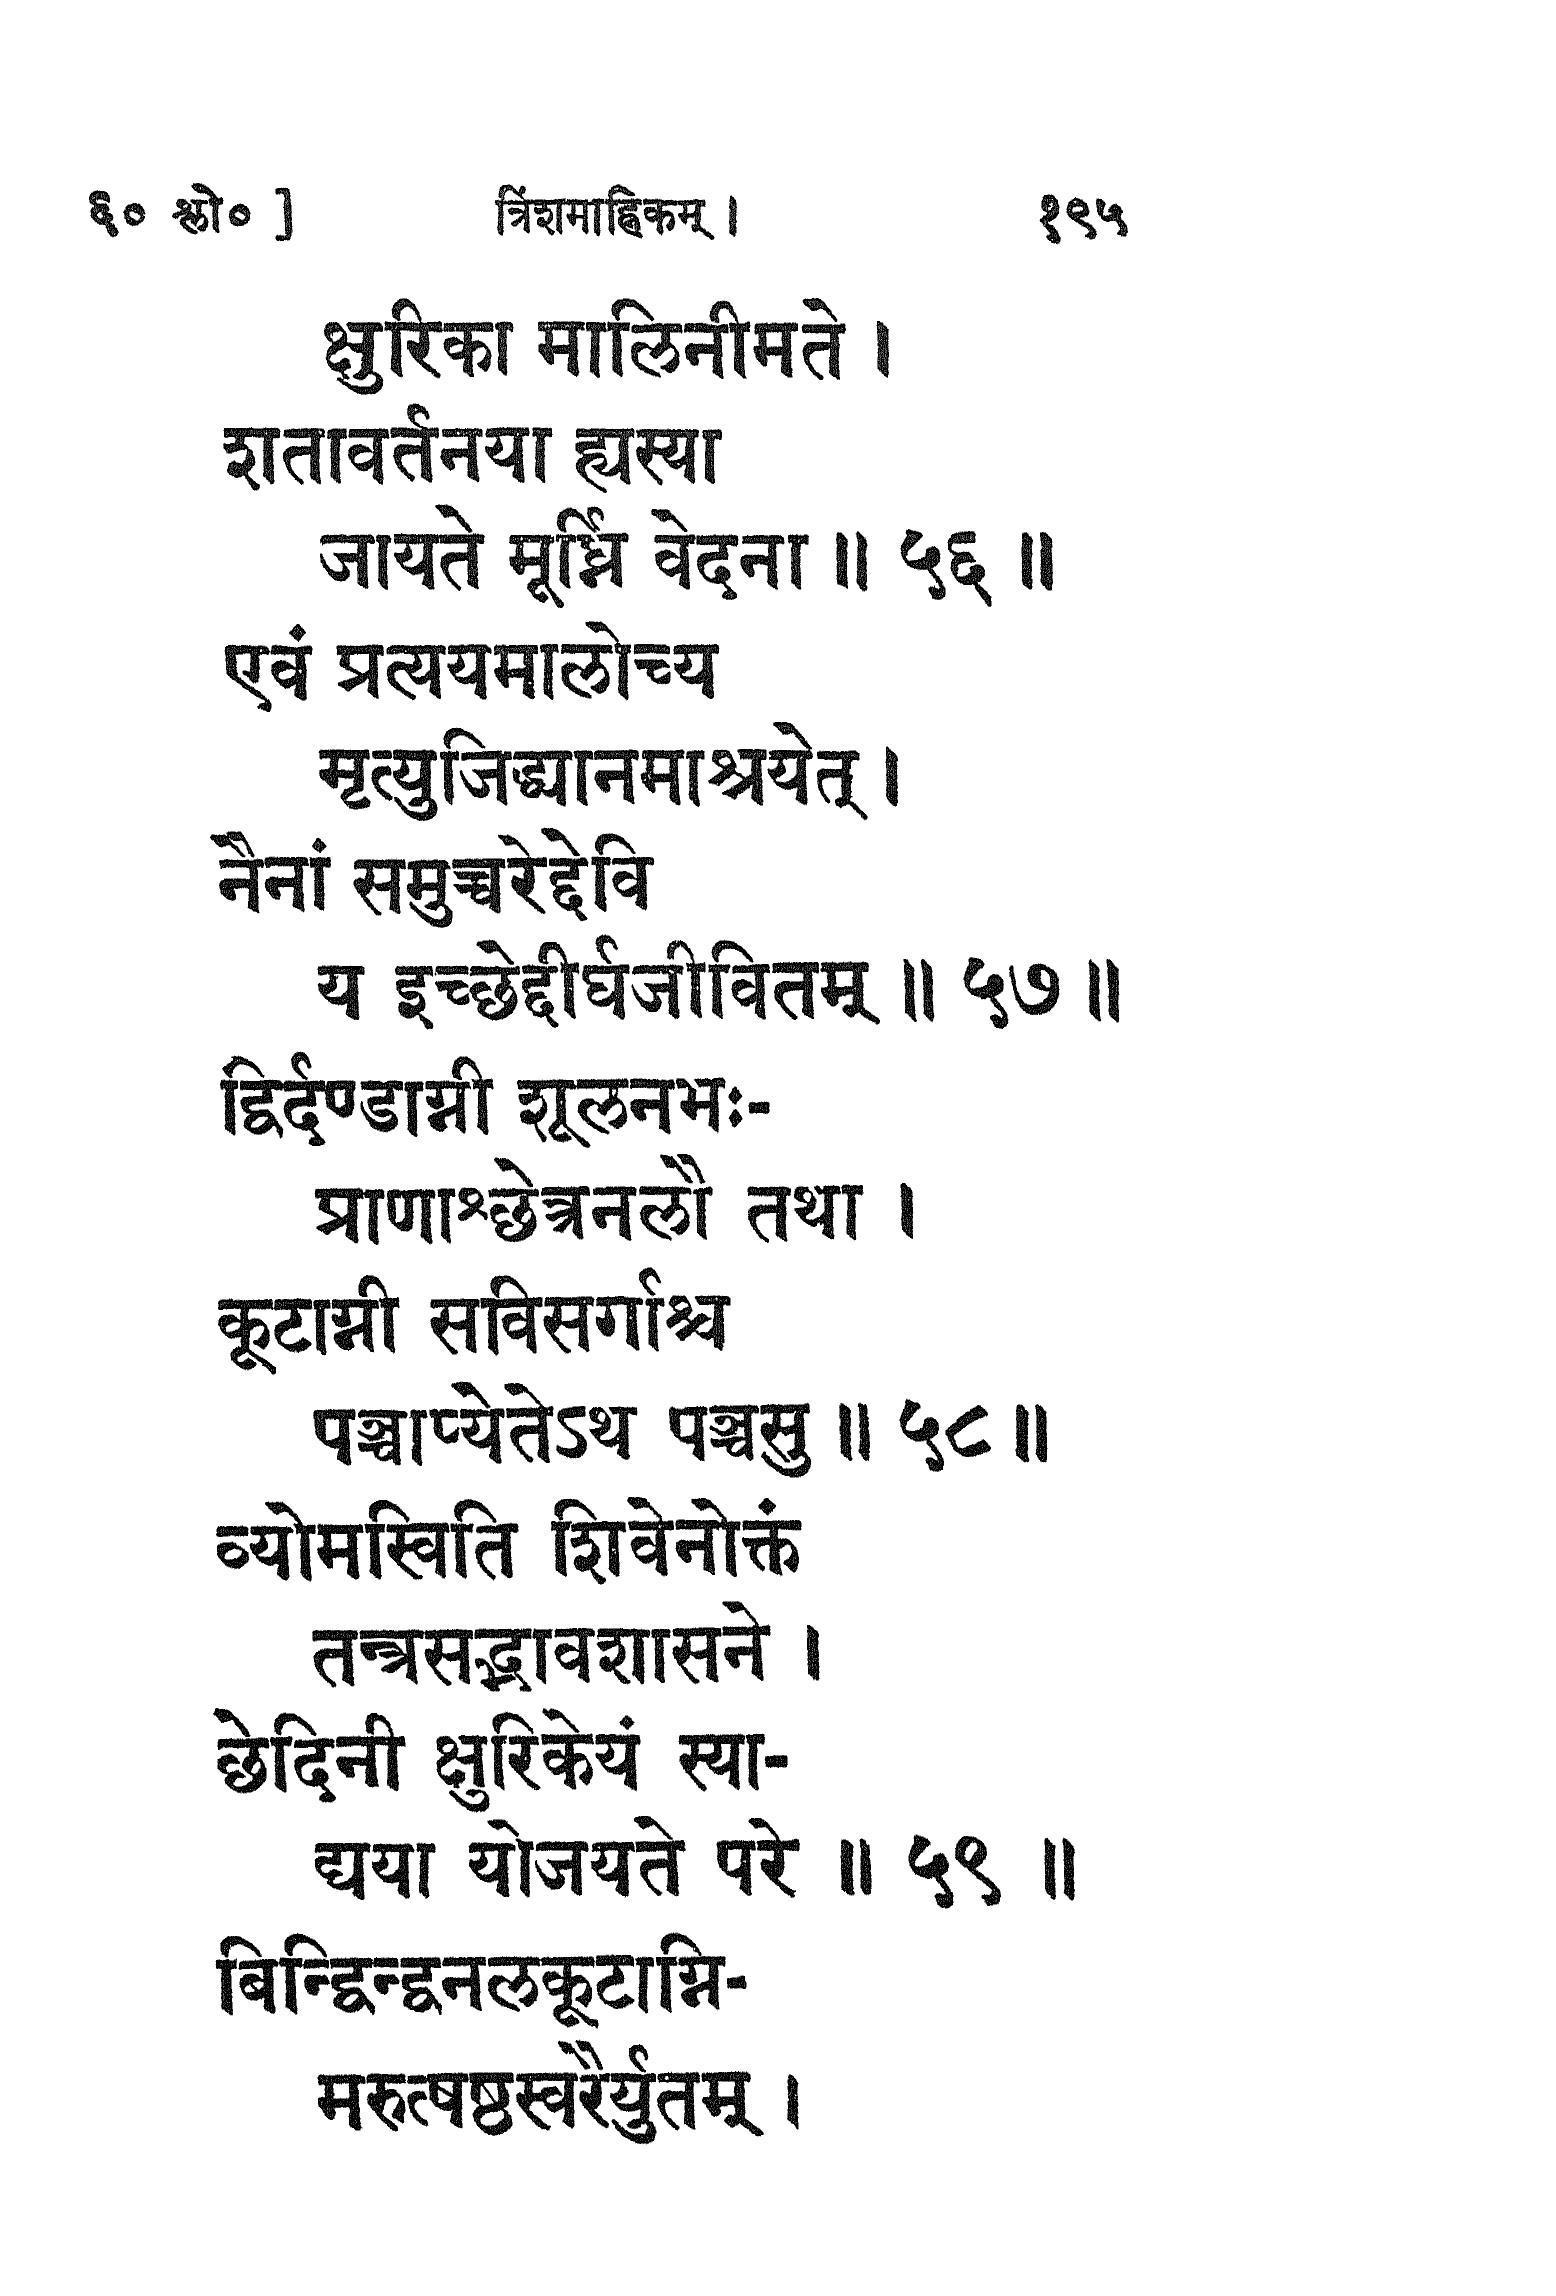 ६० श्लो० ] त्रिंशमाह्निकम् । १९५
क्षुरिका मालिनीमते ।
शतावर्तनया ह्यस्या
जायते मूर्ध्नि वेदना ॥ ५६ ॥
एवं प्रत्ययमालोच्य
मृत्युजिद्ध्यानमाश्रयेत् ।
नैनां समुच्चरेद्देवि
य इच्छेद्दीर्घजीवितम् ॥ ५७ ॥
द्विर्दण्डाग्नी शूलनभः-
प्राणाश्छेत्त्रनलौ तथा ।
कूटाग्नी सविसर्गाश्च
पञ्चाप्येतेऽथ पञ्चसु ॥ ५८ ॥
व्योमस्विति शिवेनोक्तं
तन्त्रसद्भावशासने ।
छेदिनी क्षुरिकेयं स्या-
द्यया योजयते परे ॥ ५९ ॥
बिन्द्विन्द्वनलकूटाग्नि-
मरुत्षष्ठस्वरैर्युतम् ।